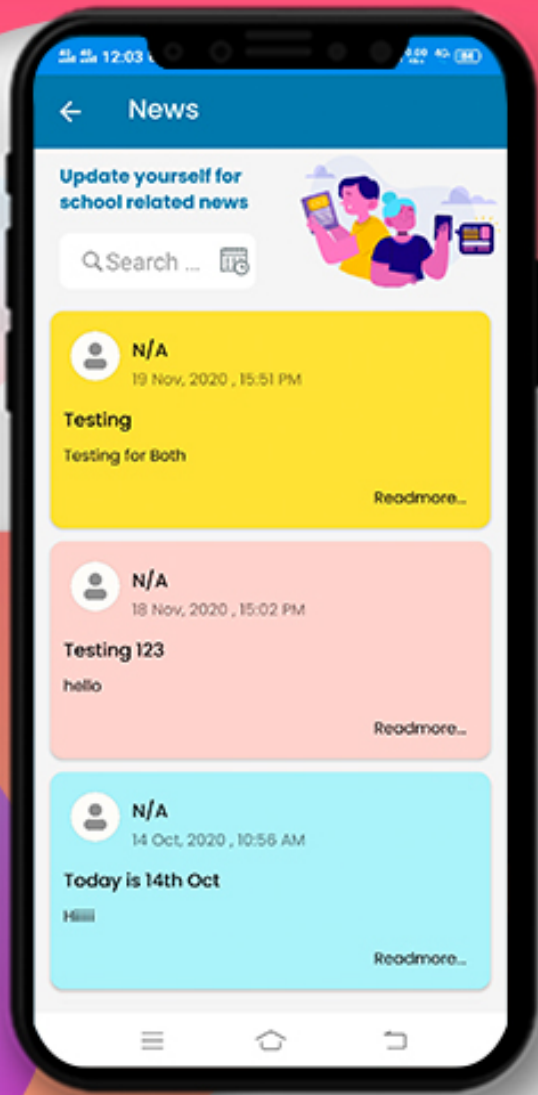 12:03
News
Update yourself for
school related news
Search ...
N/A
19 Nov, 2020 , 15:51 PM
Testing
Testing for Both
Readmore...
N/A
18 Nov, 2020 , 15:02 PM
Testing 123
hello
Readmore...
N/A
14 Oct, 2020 , 10:56 AM
Today is 14th Oct
Hiiiii
Readmore...